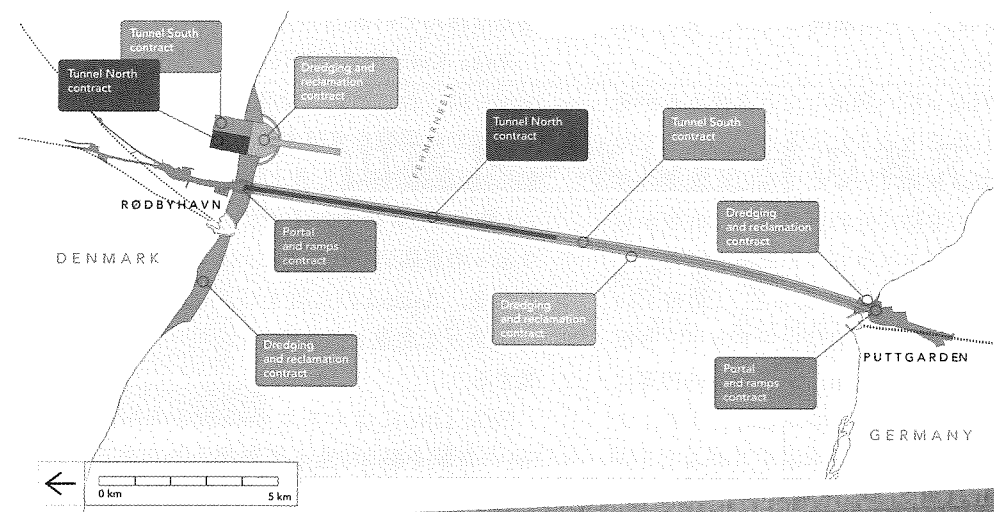 Tunnel South
contract
Tunnel North
contract
Dredging and
reclamation
contract
FEHMARNBELT
Tunnel North
contract
Tunnel South
contract
RØDBYHAVN
Portal
and ramps
contract
Dredging
and reclamation
contract
DENMARK
Dredging
and reclamation
contract
Dredging
and reclamation
contract
Portal
and ramps
contract
PUTTGARDEN
GERMANY
0 km
5 km